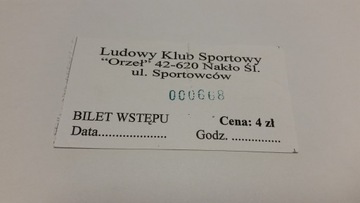 Ludowy Klub Sportowy
"Orzeł" 42-620 Nakło Śl.
ul. Sportowców
000668
BILET WSTĘPU Cena: 4 zł
Data..................... Godz. ...............